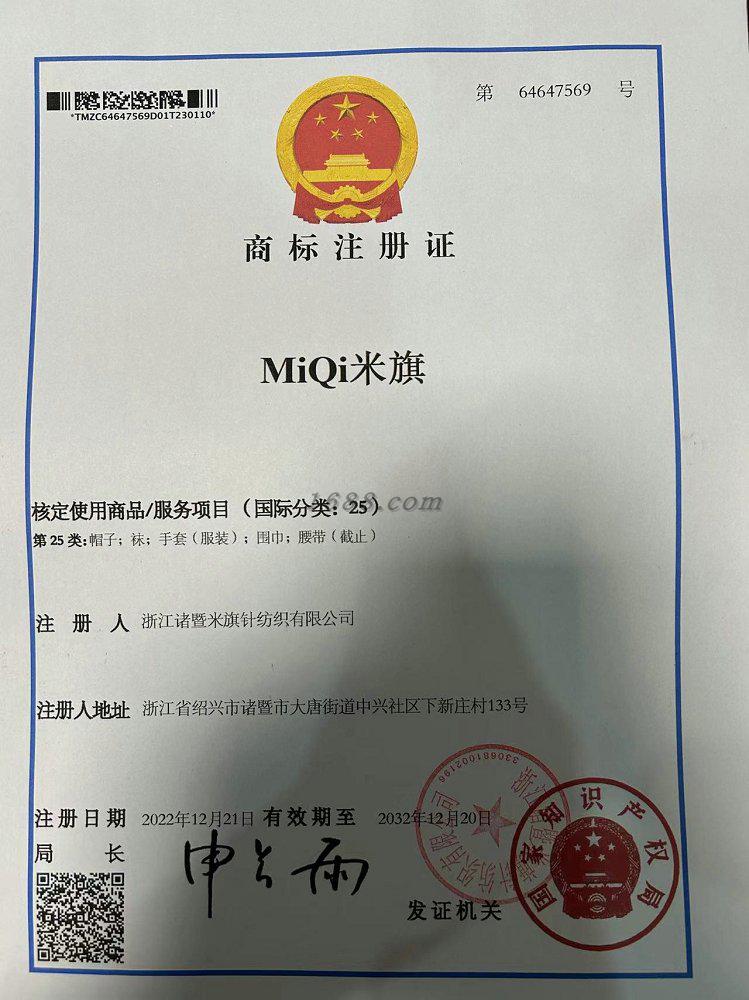 *TMZC64647569D01T230110*
第 64647569 号
商标注册证
MiQi米旗
1688.com
核定使用商品/服务项目（国际分类：25）
第25类:帽子；袜；手套（服装）；围巾；腰带（截止）
注册人 浙江诸暨米旗针纺织有限公司
注册人地址 浙江省绍兴市诸暨市大唐街道中兴社区下新庄村133号
注册日期 2022年12月21日 有效期至 2032年12月20日
局长 申长雨
发证机关
国家知识产权局
3306810002196